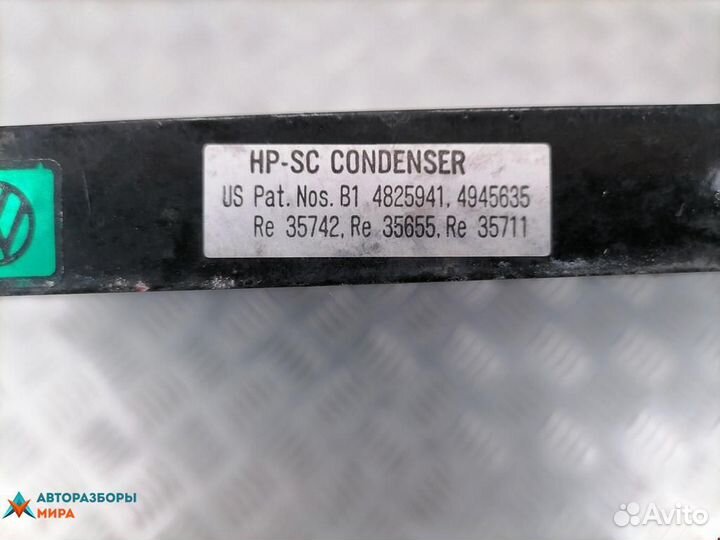 HP-SC CONDENSER
US Pat. Nos. B1 4825941, 4945635
Re 35742, Re 35655, Re 35711
АВТОРАЗБОРЫ
МИРА
Avito